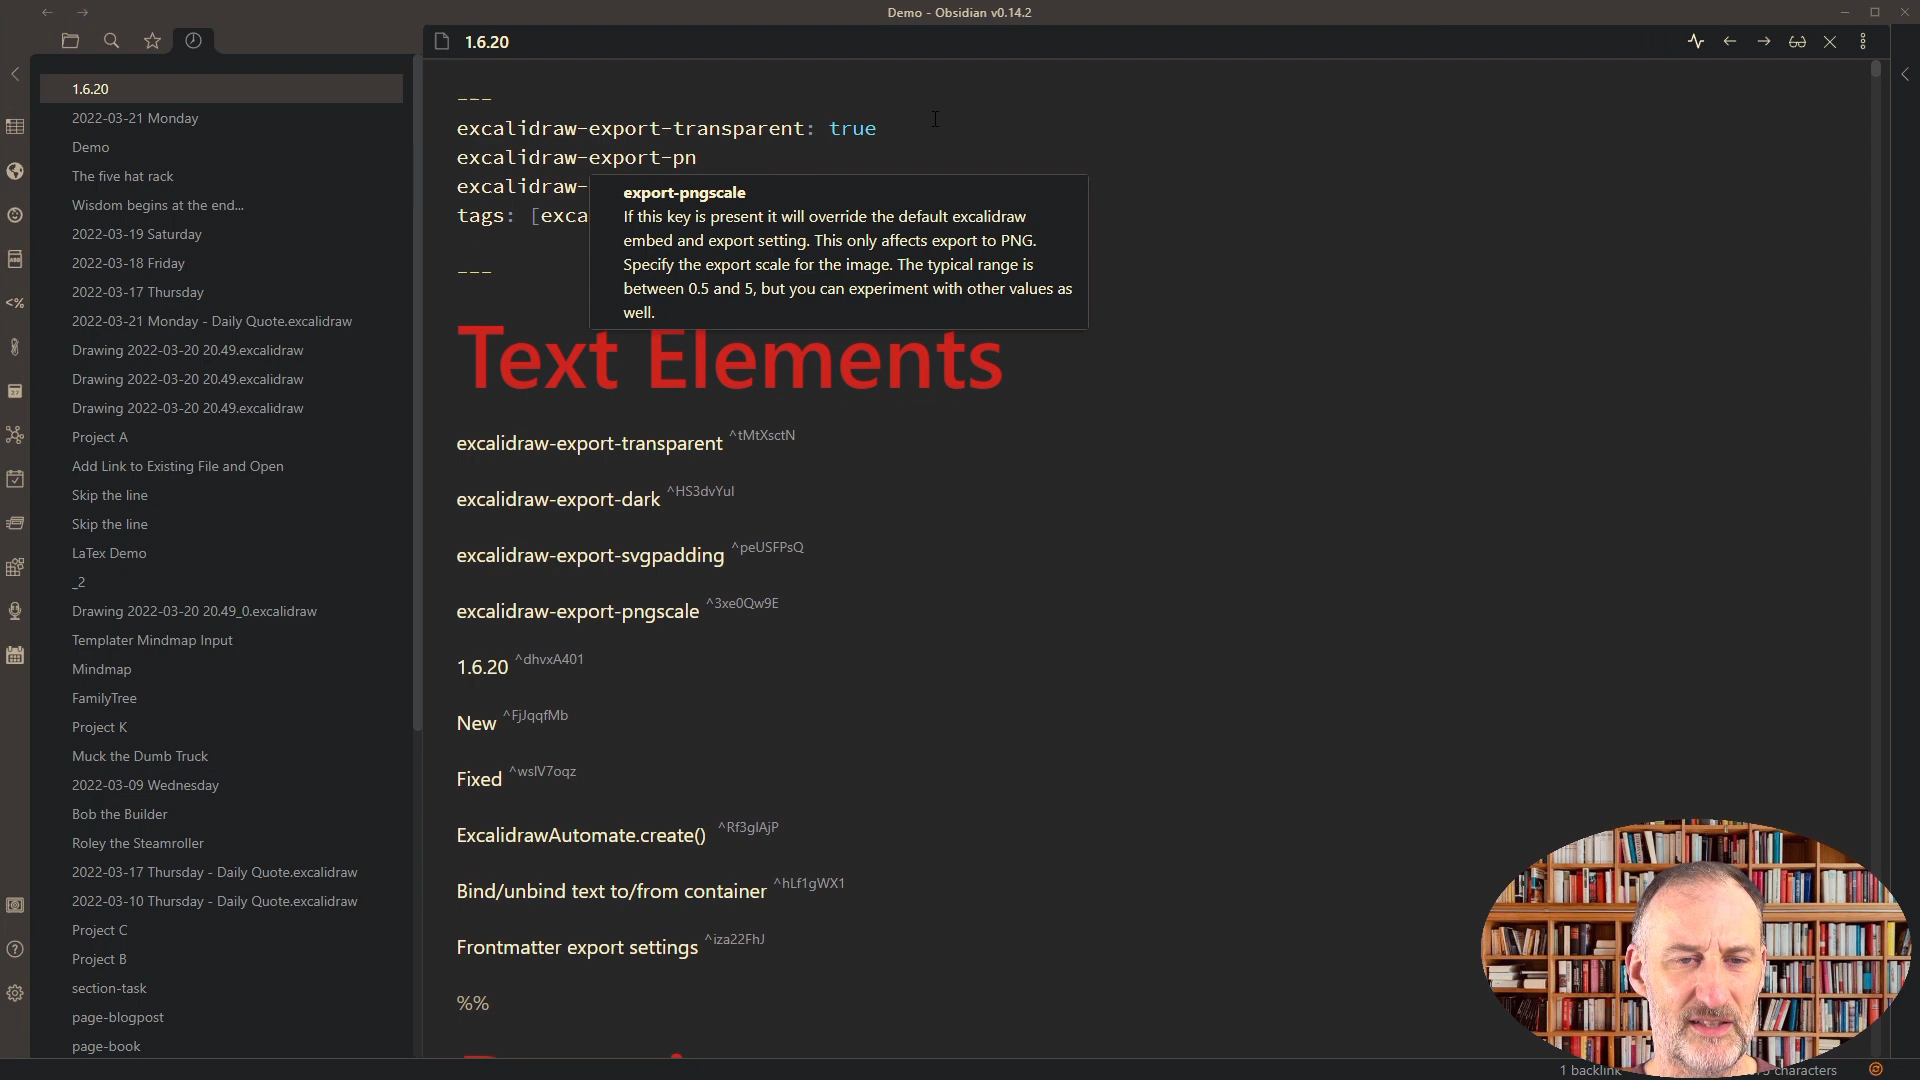 Demo - Obsidian v0.14.2
1.6.20
1.6.20
2022-03-21 Monday
Demo
The five hat rack
Wisdom begins at the end...
2022-03-19 Saturday
2022-03-18 Friday
2022-03-17 Thursday
2022-03-21 Monday - Daily Quote.excalidraw
Drawing 2022-03-20 20.49.excalidraw
Drawing 2022-03-20 20.49.excalidraw
Drawing 2022-03-20 20.49.excalidraw
Project A
Add Link to Existing File and Open
Skip the line
Skip the line
LaTex Demo
_2
Drawing 2022-03-20 20.49_0.excalidraw
Templater Mindmap Input
Mindmap
FamilyTree
Project K
Muck the Dumb Truck
2022-03-09 Wednesday
Bob the Builder
Roley the Steamroller
2022-03-17 Thursday - Daily Quote.excalidraw
2022-03-10 Thursday - Daily Quote.excalidraw
Project C
Project B
section-task
page-blogpost
page-book
---
excalidraw-export-transparent: true
excalidraw-export-pn
excalidraw-
tags: [exca
---
export-pngscale
If this key is present it will override the default excalidraw
embed and export setting. This only affects export to PNG.
Specify the export scale for the image. The typical range is
between 0.5 and 5, but you can experiment with other values as
well.
Text Elements
excalidraw-export-transparent ^tMtXsctN
excalidraw-export-dark ^HS3dvYul
excalidraw-export-svgpadding ^peUSFPsQ
excalidraw-export-pngscale ^3xe0Qw9E
1.6.20 ^dhvxA401
New ^FjJqqfMb
Fixed ^wslV7oqz
ExcalidrawAutomate.create() ^Rf3glAjP
Bind/unbind text to/from container ^hLf1gWX1
Frontmatter export settings ^iza22FhJ
%%
1 backlink
characters